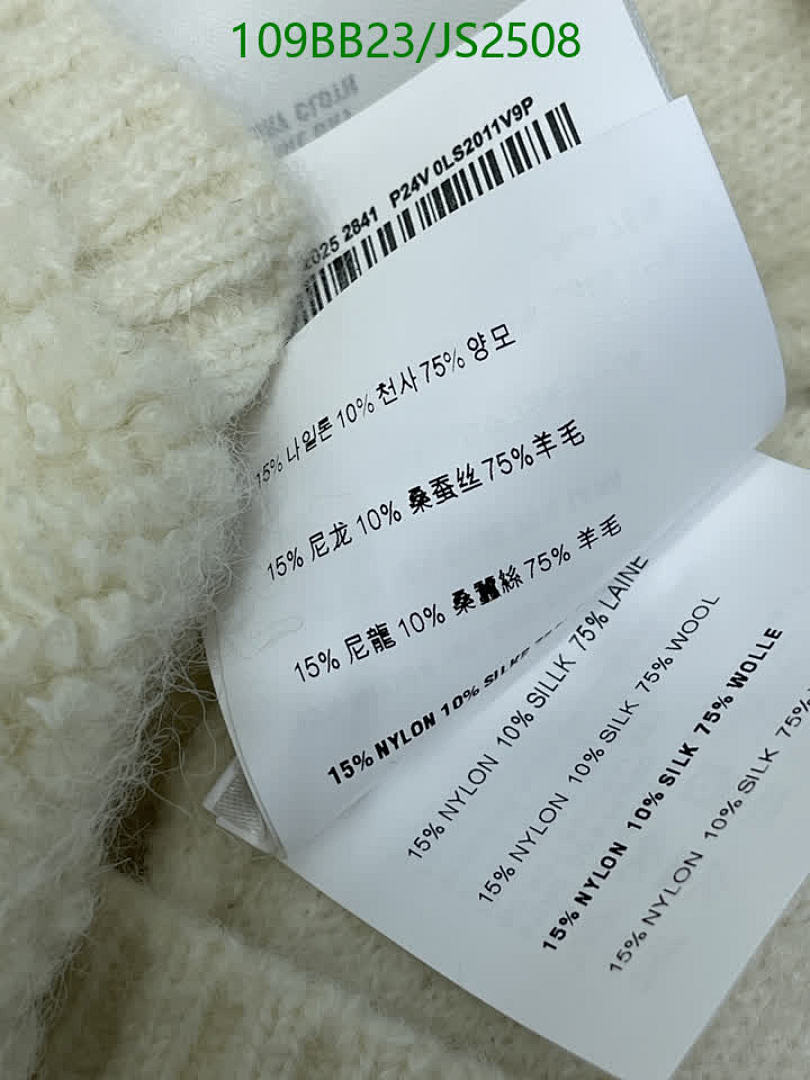 109BB23/JS2508
2025 2841 P24V 0LS2011V9P
15% 나일론 10% 천사 75% 양모
15% 尼龙 10% 桑蚕丝 75% 羊毛
15% 尼龍 10% 桑蠶絲 75% 羊毛
15% NYLON 10% SILKE
15% NYLON 10% SILLK 75% LAINE
15% NYLON 10% SILK 75% WOOL
15% NYLON 10% SILK 75% WOLLE
15% NYLON 10% SILK 75%